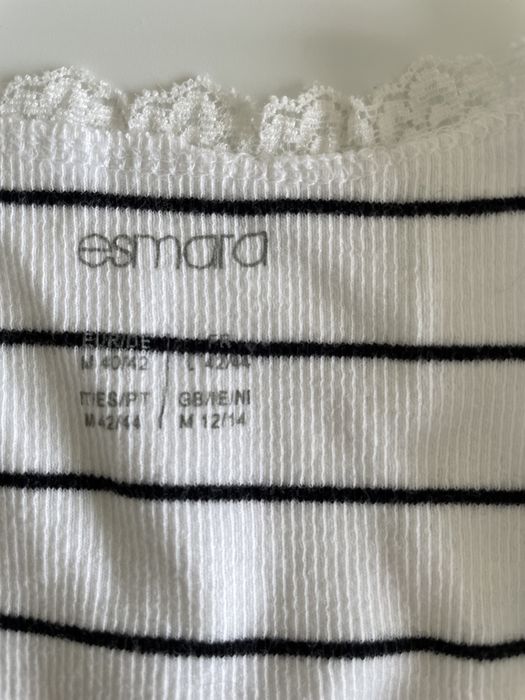 esmara
EUR/DE FR
M 40/42 L 42/44
IT/ES/PT GB/IE/NI
M 42/44 M 12/14